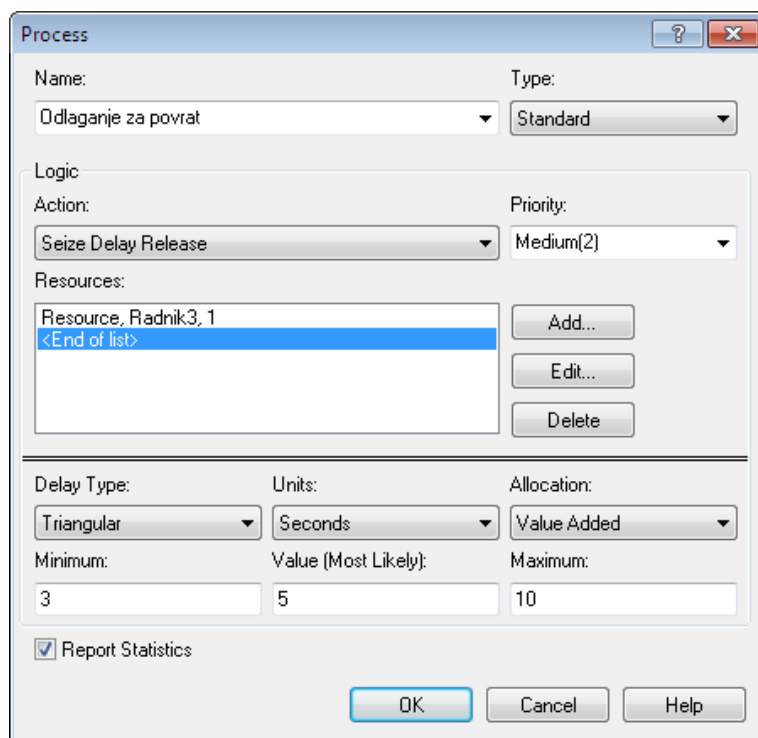 Process
Name: Type:
Odlaganje za povrat Standard
Logic
Action: Priority:
Seize Delay Release Medium(2)
Resources:
Resource, Radnik3, 1
<End of list>
Add...
Edit...
Delete
Delay Type: Units: Allocation:
Triangular Seconds Value Added
Minimum: Value (Most Likely): Maximum:
3 5 10
Report Statistics
OK Cancel Help